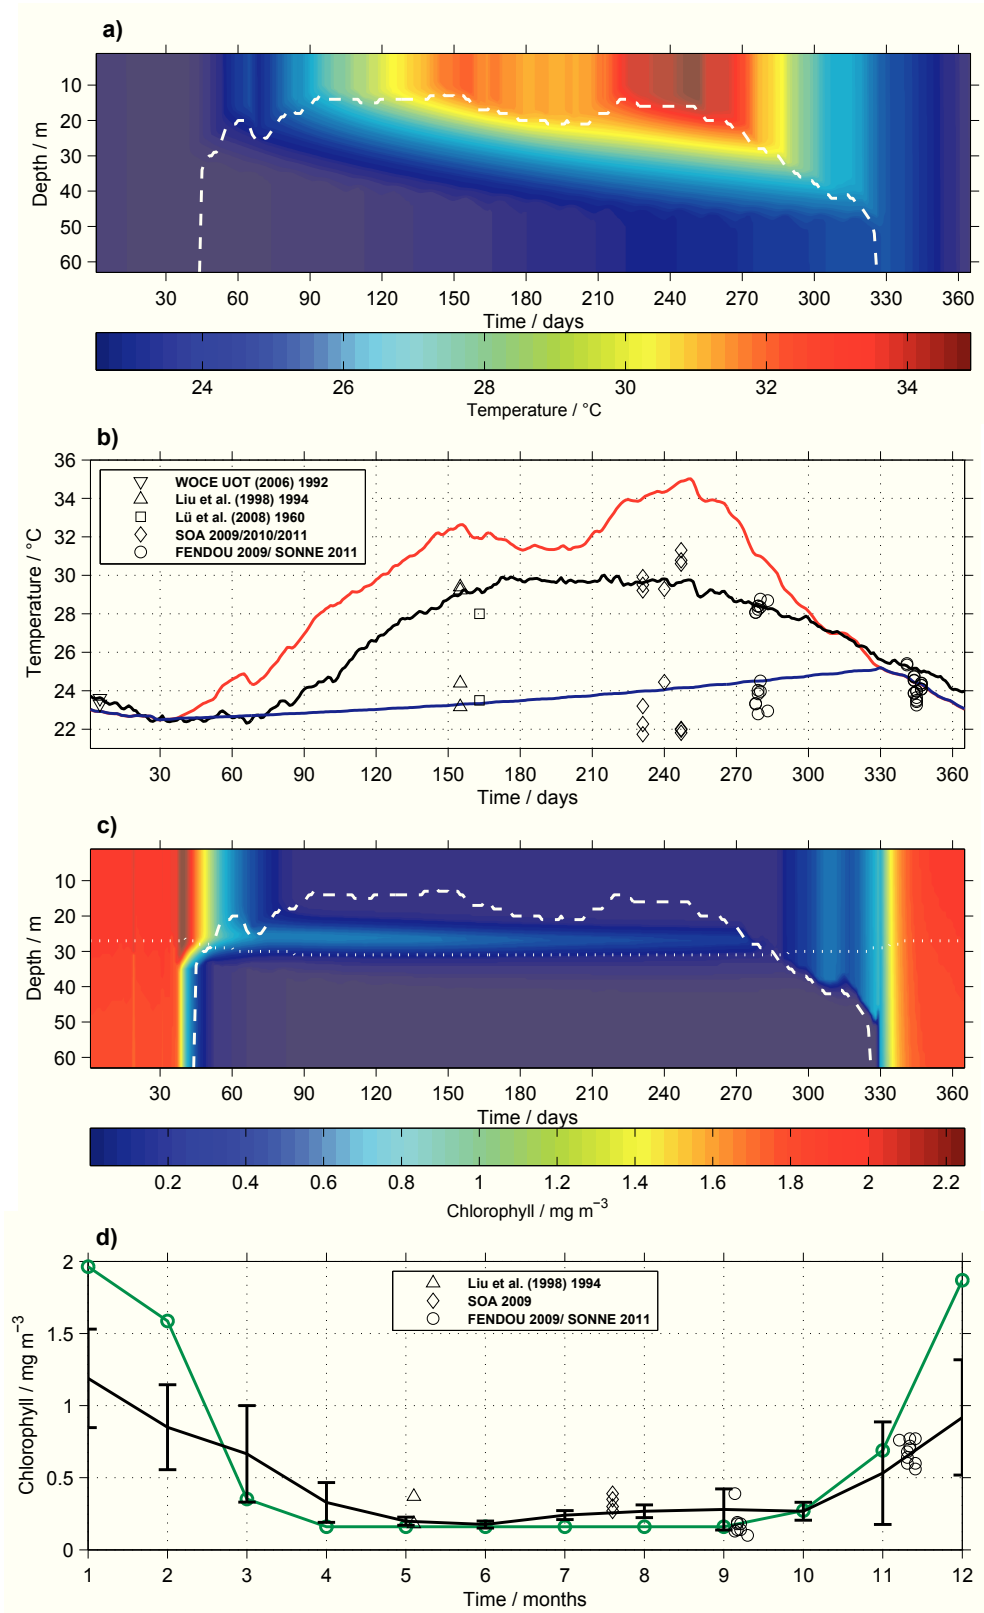 a)
10
20
30
40
50
60
Depth / m
30 60 90 120 150 180 210 240 270 300 330 360
Time / days
24 26 28 30 32 34
Temperature / °C
b)
36
34
32
30
28
26
24
22
Temperature / °C
WOCE UOT (2006) 1992
Liu et al. (1998) 1994
Lü et al. (2008) 1960
SOA 2009/2010/2011
FENDOU 2009/ SONNE 2011
30 60 90 120 150 180 210 240 270 300 330 360
Time / days
c)
10
20
30
40
50
60
Depth / m
30 60 90 120 150 180 210 240 270 300 330 360
Time / days
0.2 0.4 0.6 0.8 1 1.2 1.4 1.6 1.8 2 2.2
Chlorophyll / mg m⁻³
d)
2
1.5
1
0.5
0
Chlorophyll / mg m⁻³
Liu et al. (1998) 1994
SOA 2009
FENDOU 2009/ SONNE 2011
1 2 3 4 5 6 7 8 9 10 11 12
Time / months